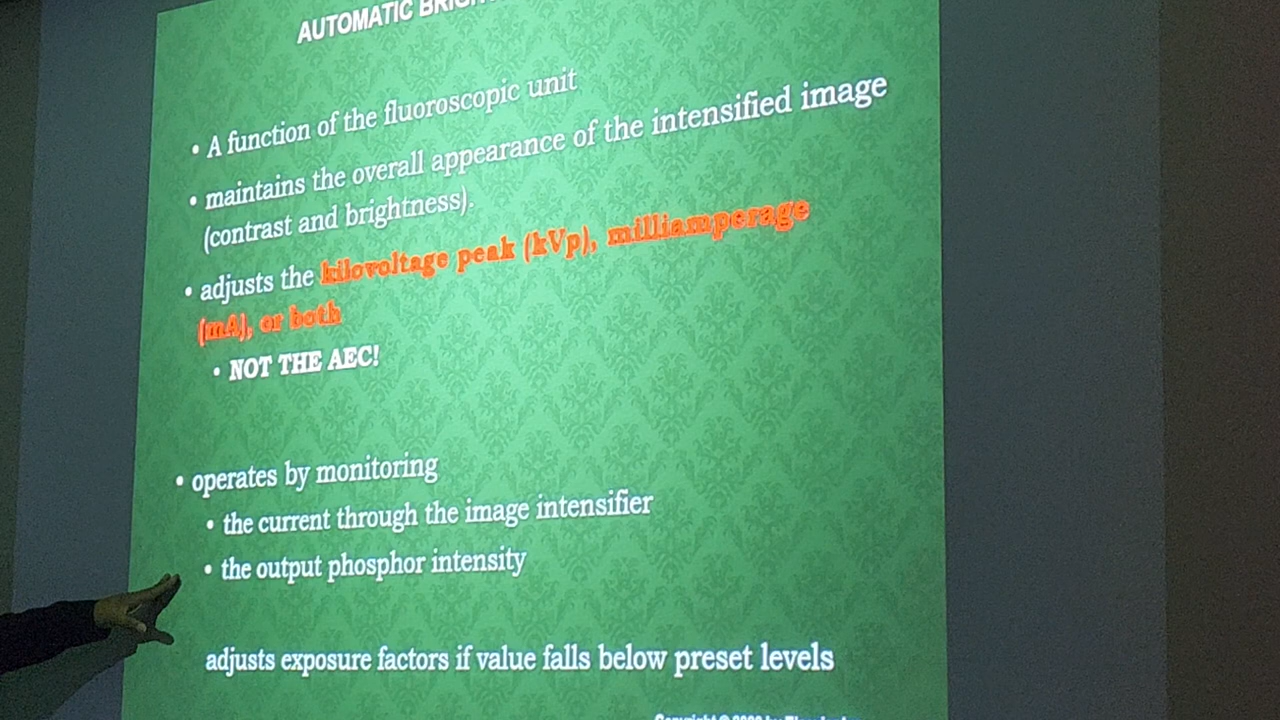 AUTOMATIC
• A function of the fluoroscopic unit
• maintains the overall appearance of the intensified image
(contrast and brightness).
• adjusts the kilovoltage peak (kVp), milliamperage
(mA), or both
• NOT THE AEC!
• operates by monitoring
• the current through the image intensifier
• the output phosphor intensity
adjusts exposure factors if value falls below preset levels